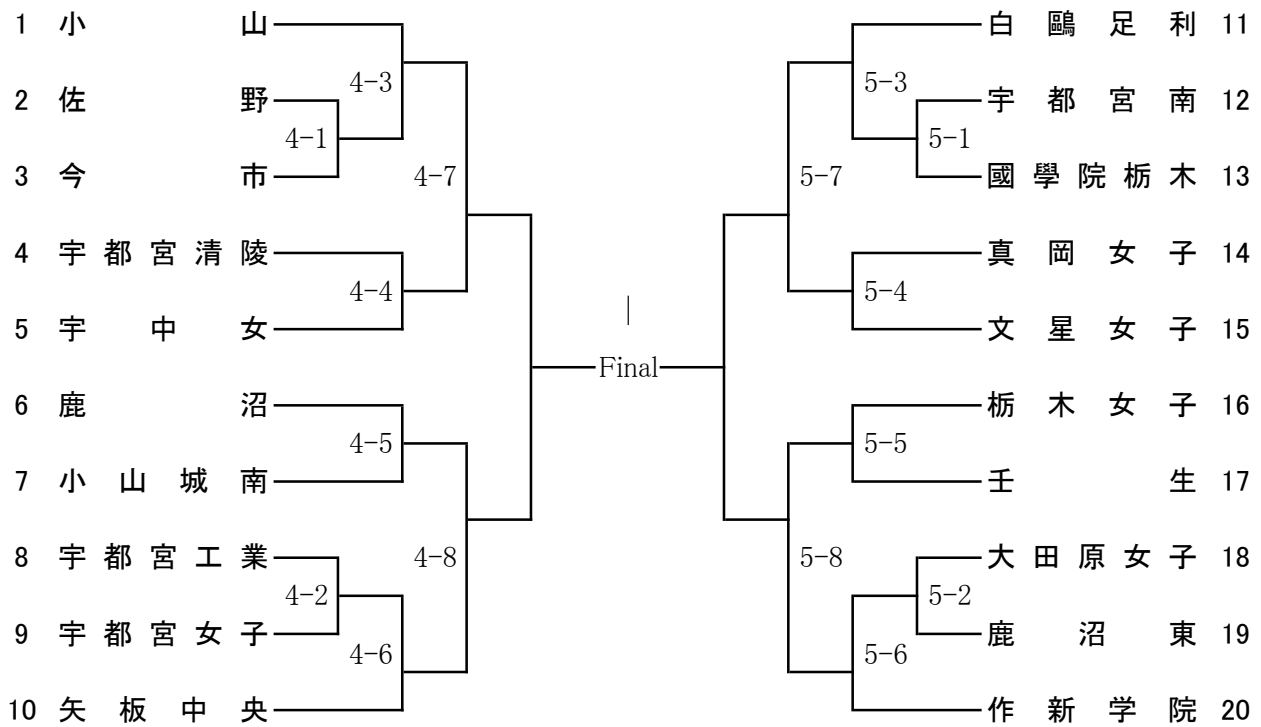 1 小山
2 佐野
3 今市
4 宇都宮清陵
5 宇中女
6 鹿沼
7 小山城南
8 宇都宮工業
9 宇都宮女子
10 矢板中央
4-3
4-1
4-7
4-4
4-5
4-8
4-2
4-6
|
Final
5-3
5-1
5-7
5-4
5-5
5-8
5-2
5-6
白鷗足利 11
宇都宮南 12
國學院栃木 13
真岡女子 14
文星女子 15
栃木女子 16
壬生 17
大田原女子 18
鹿沼東 19
作新学院 20